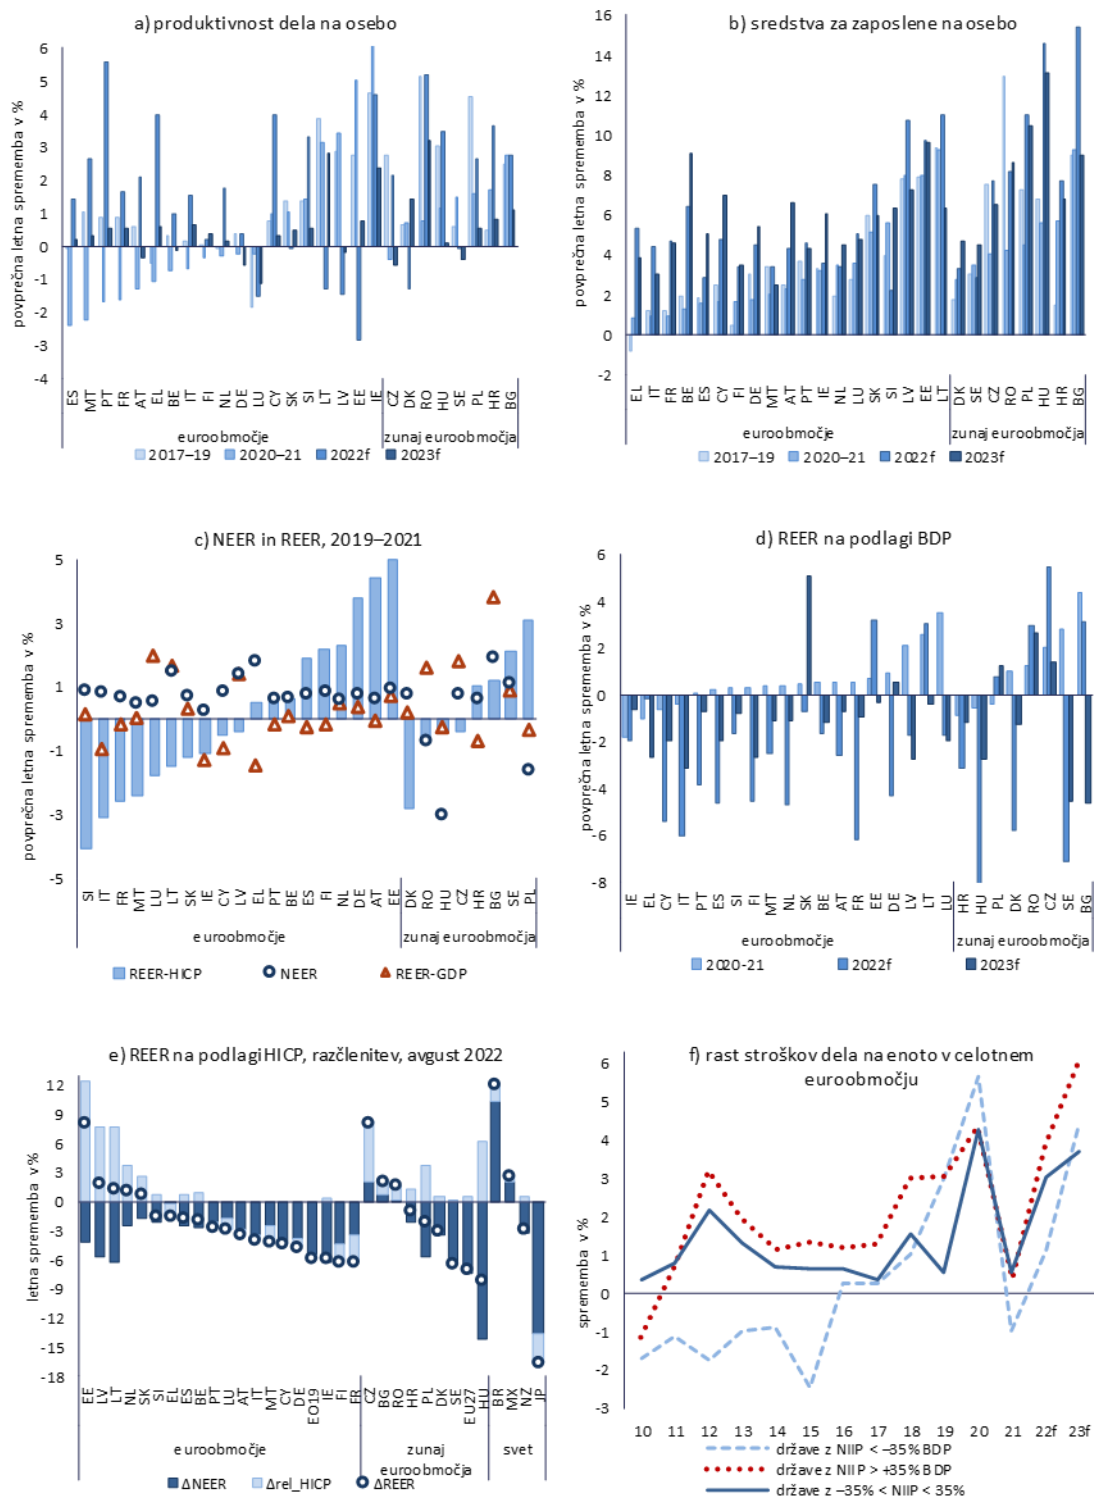 a) produktivnost dela na osebo
povprečna letna sprememba v %
6
5
4
3
2
1
0
-1
-2
-3
-4
ES MT PT FR AT EL BE IT FI NL DE LU CY SK SI LT LV EE IE CZ DK RO HU SE PL HR BG
euroobmočje
zunaj euroobmočja
2017–19 2020–21 2022f 2023f
b) sredstva za zaposlene na osebo
povprečna letna sprememba v %
16
14
12
10
8
6
4
2
0
-2
EL IT FR BE ES CY FI DE MT AT PT IE NL LU SK SI LV EE LT DK SE CZ RO PL HU HR BG
euroobmočje
zunaj euroobmočja
2017–19 2020–21 2022f 2023f
c) NEER in REER, 2019–2021
povprečna letna sprememba v %
5
3
1
-1
-3
-5
SI IT FR MT LU LT SK IE CY LV EL PT BE ES FI NL DE AT EE DK RO HU CZ HR BG SE PL
euroobmočje
zunaj euroobmočja
REER-HICP NEER REER-GDP
d) REER na podlagi BDP
povprečna letna sprememba v %
6
4
2
0
-2
-4
-6
-8
IE EL CY IT PT ES SI FI MT NL SK BE AT FR EE DE LV LT LU HR HU PL DK RO CZ SE BG
euroobmočje
zunaj euroobmočja
2020-21 2022f 2023f
e) REER na podlagi HICP, razčlenitev, avgust 2022
letna sprememba v %
12
9
6
3
0
-3
-6
-9
-12
-15
-18
EE LV LT NL SK SI EL ES BE PT LU AT IT MT CY DE EO19 IE FI FR CZ BG RO HR PL DK SE EU27 HU BR MX NZ JP
euroobmočje
zunaj
euroobmočja
svet
ΔNEER Δrel_HICP ΔREER
f) rast stroškov dela na enoto v celotnem
euroobmočju
sprememba v %
6
5
4
3
2
1
0
-1
-2
-3
10 11 12 13 14 15 16 17 18 19 20 21 22f 23f
države z NIIP < –35% BDP
države z NIIP > +35% BDP
države z –35% < NIIP < 35%